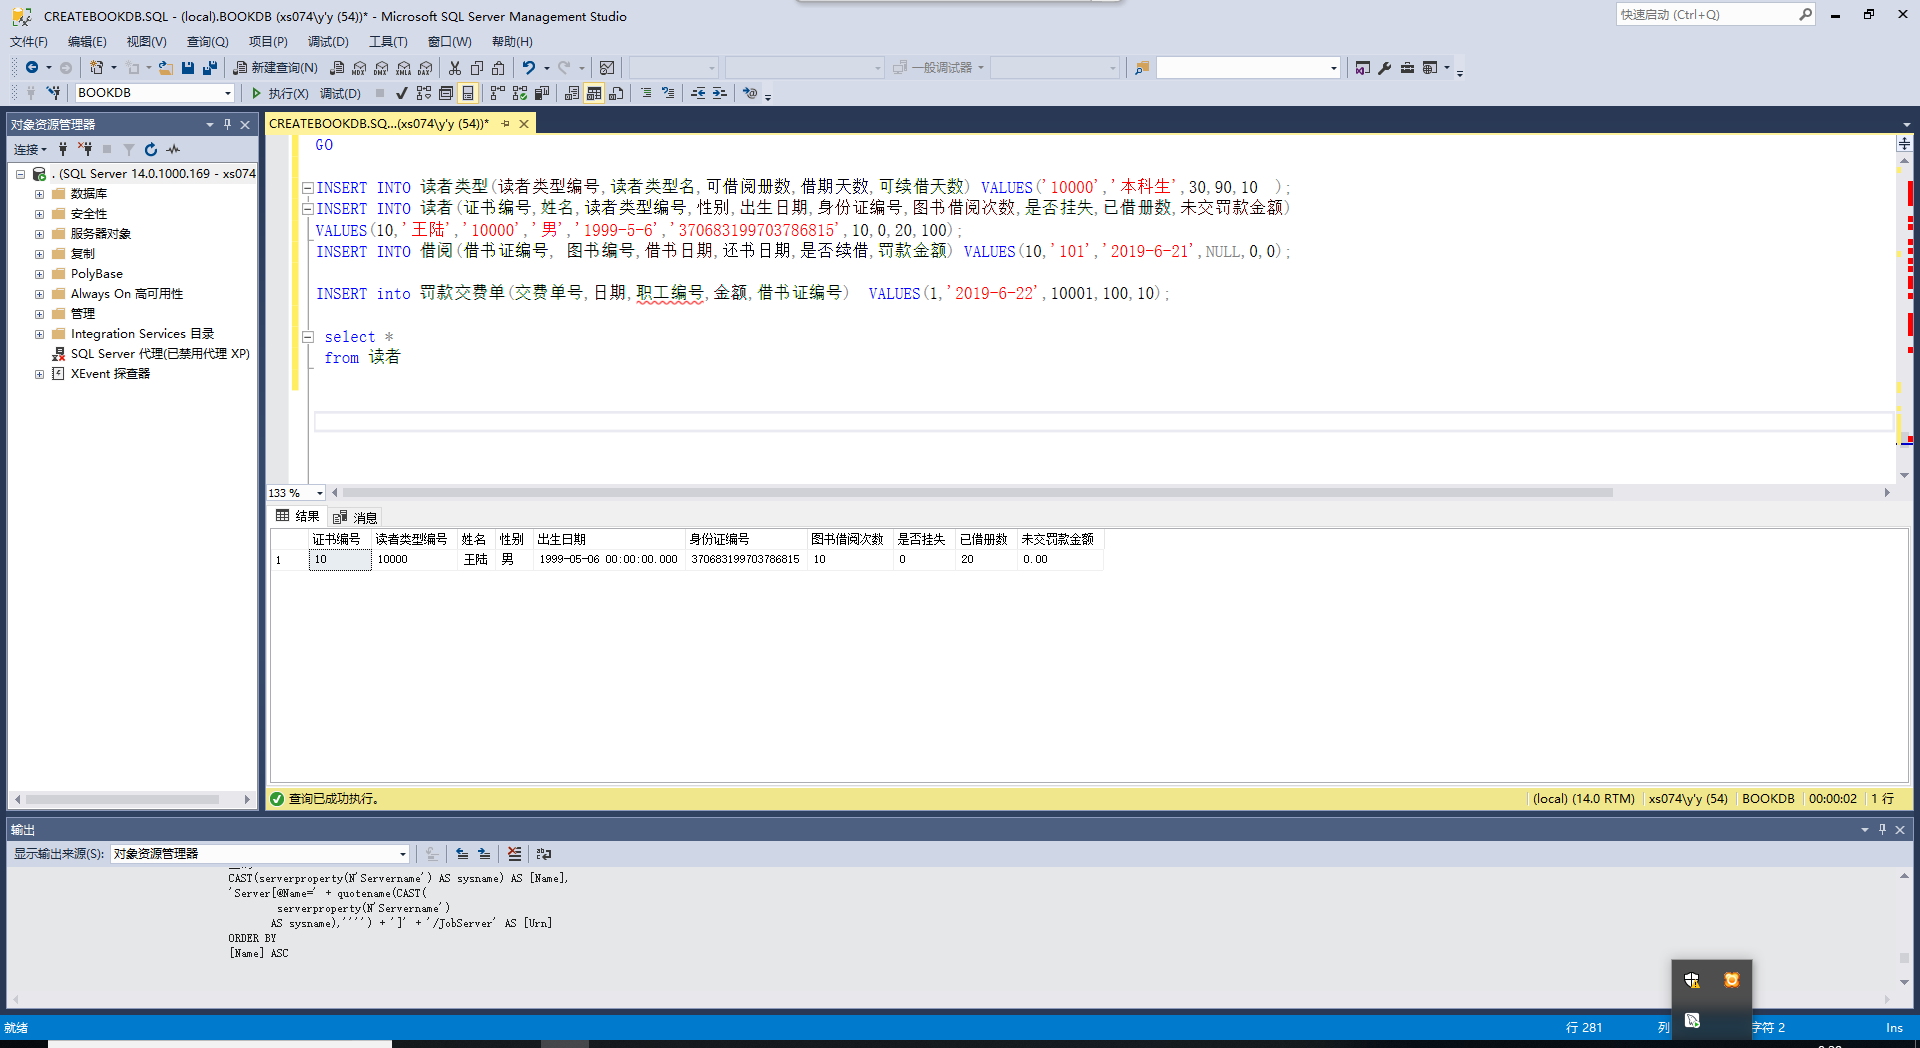 CREATEBOOKDB.SQL - (local).BOOKDB (xs074\y'y (54))* - Microsoft SQL Server Management Studio
快速启动 (Ctrl+Q)
文件(F) 编辑(E) 视图(V) 查询(Q) 项目(P) 调试(D) 工具(T) 窗口(W) 帮助(H)
新建查询(N) MDX DMX XMLA DAX 一般调试器
BOOKDB 执行(X) 调试(D)
对象资源管理器
连接
. (SQL Server 14.0.1000.169 - xs074
数据库
安全性
服务器对象
复制
PolyBase
Always On 高可用性
管理
Integration Services 目录
SQL Server 代理(已禁用代理 XP)
XEvent 探查器
CREATEBOOKDB.SQ...(xs074\y'y (54))*
GO
INSERT INTO 读者类型(读者类型编号,读者类型名,可借阅册数,借期天数,可续借天数) VALUES('10000','本科生',30,90,10 );
INSERT INTO 读者(证书编号,姓名,读者类型编号,性别,出生日期,身份证编号,图书借阅次数,是否挂失,已借册数,未交罚款金额)
VALUES(10,'王陆','10000','男','1999-5-6','370683199703786815',10,0,20,100);
INSERT INTO 借阅(借书证编号, 图书编号,借书日期,还书日期,是否续借,罚款金额) VALUES(10,'101','2019-6-21',NULL,0,0);
INSERT into 罚款交费单(交费单号,日期,职工编号,金额,借书证编号) VALUES(1,'2019-6-22',10001,100,10);
select *
from 读者
133 %
结果 消息
证书编号 读者类型编号 姓名 性别 出生日期 身份证编号 图书借阅次数 是否挂失 已借册数 未交罚款金额
1 10 10000 王陆 男 1999-05-06 00:00:00.000 370683199703786815 10 0 20 0.00
查询已成功执行。 (local) (14.0 RTM) xs074\y'y (54) BOOKDB 00:00:02 1 行
输出
显示输出来源(S): 对象资源管理器
CAST(serverproperty(N'Servername') AS sysname) AS [Name],
'Server[@Name=' + quotename(CAST(
serverproperty(N'Servername')
AS sysname),'''') + ']' + '/JobServer' AS [Urn]
ORDER BY
[Name] ASC
就绪 行 281 列 字符 2 Ins